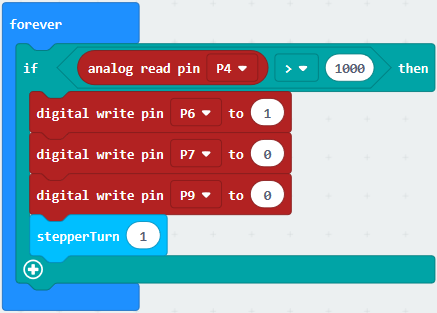 forever
if analog read pin P4 > 1000 then
digital write pin P6 to 1
digital write pin P7 to 0
digital write pin P9 to 0
stepperTurn 1